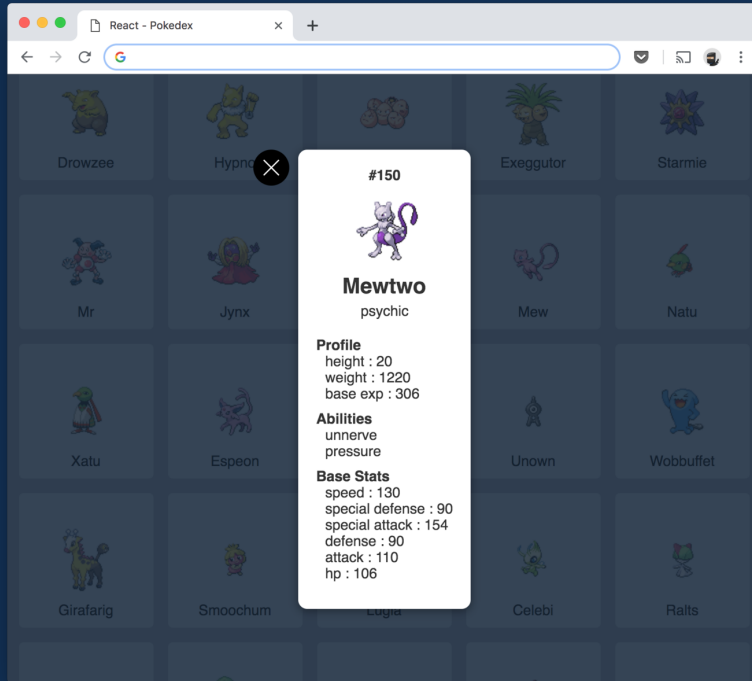 React - Pokedex
Drowzee
Hypno
Exeggutor
Starmie
#150
Mewtwo
psychic
Profile
height : 20
weight : 1220
base exp : 306
Abilities
unnerve
pressure
Base Stats
speed : 130
special defense : 90
special attack : 154
defense : 90
attack : 110
hp : 106
Mr
Jynx
Mew
Natu
Xatu
Espeon
Unown
Wobbuffet
Girafarig
Smoochum
Lugia
Celebi
Ralts